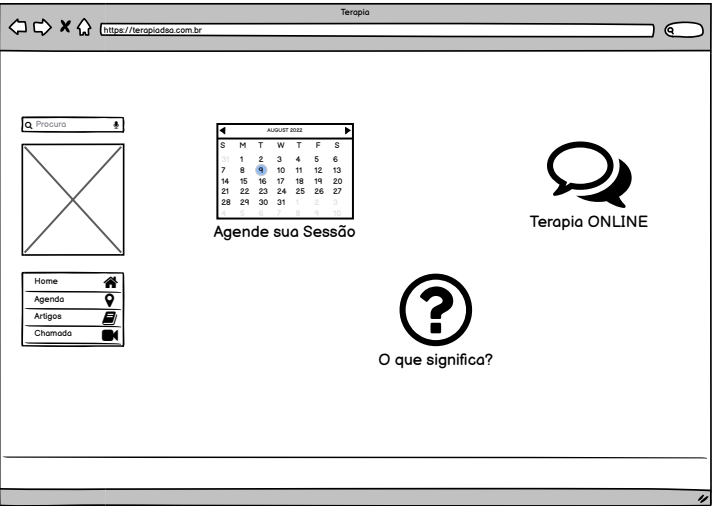 Terapia
https://terapiadsa.com.br
Procura
AUGUST 2022
S M T W T F S
31 1 2 3 4 5 6
7 8 9 10 11 12 13
14 15 16 17 18 19 20
21 22 23 24 25 26 27
28 29 30 31 1 2 3
4 5 6 7 8 9 10
Agende sua Sessão
Terapia ONLINE
Home
Agenda
Artigos
Chamada
O que significa?